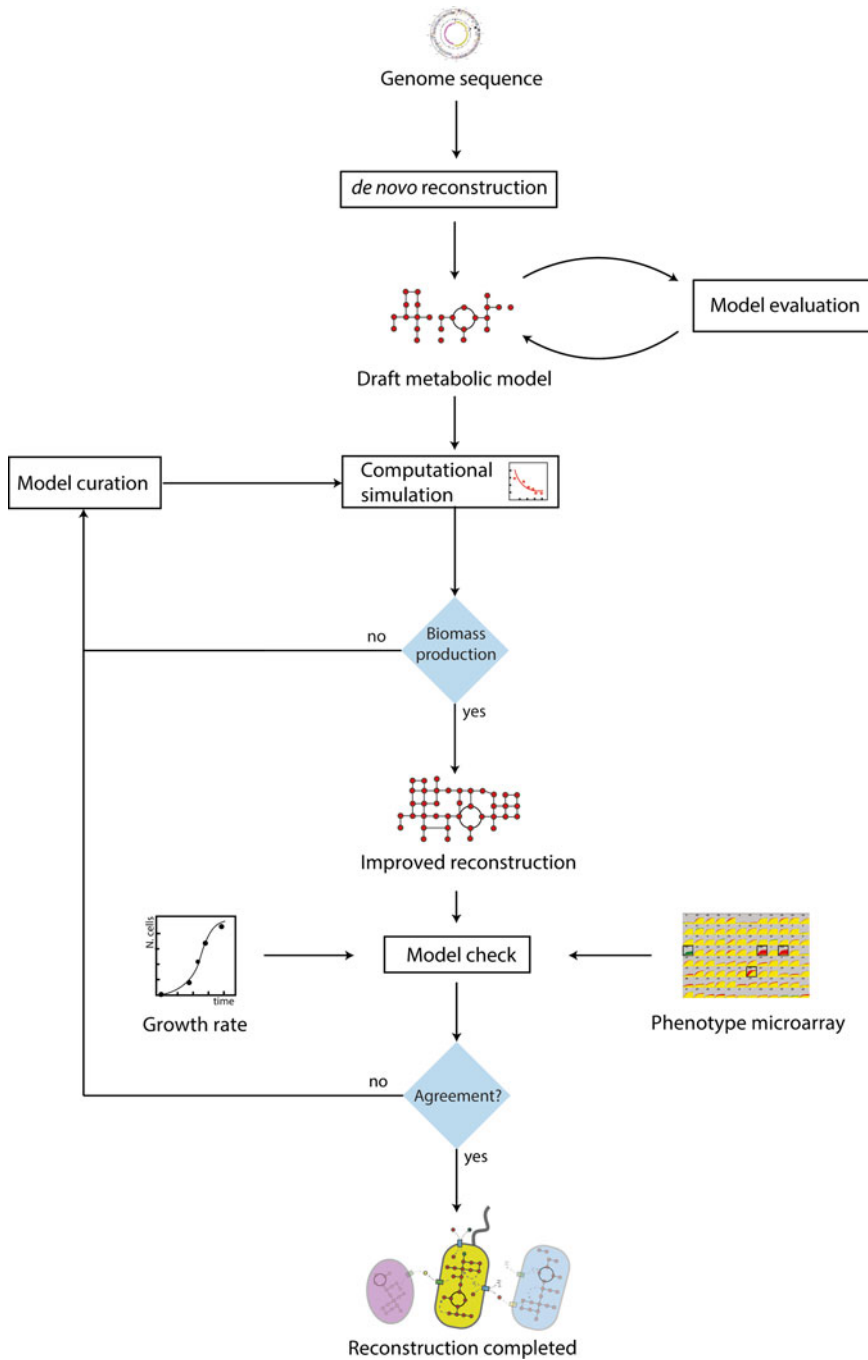 Genome sequence
de novo reconstruction
Model evaluation
Draft metabolic model
Model curation
Computational
simulation
no
Biomass
production
yes
Improved reconstruction
N. cells
time
Growth rate
Model check
Phenotype microarray
no
Agreement?
yes
Reconstruction completed